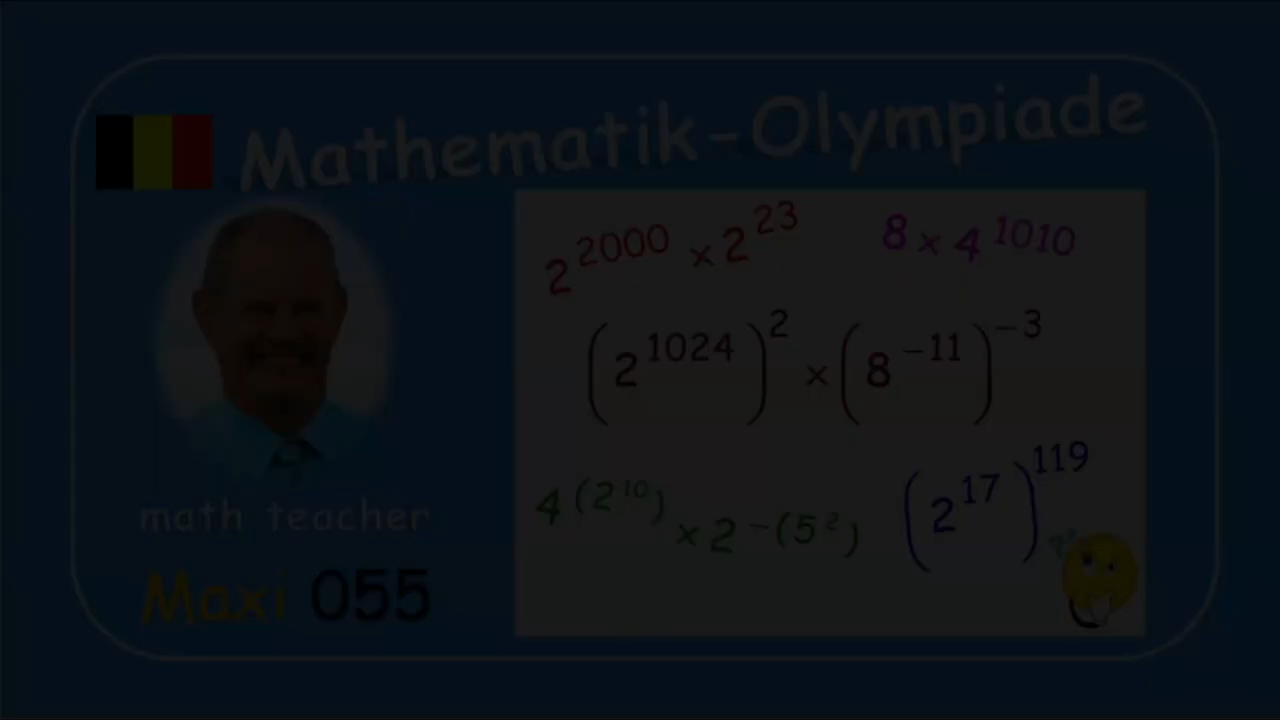 Mathematik-Olympiade
2^2000 × 2^23
8 × 4^1010
(2^1024)^2 × (8^-11)^-3
4^(2^10) × 2^-(5^2)
(2^17)^119
math teacher
Maxi 055